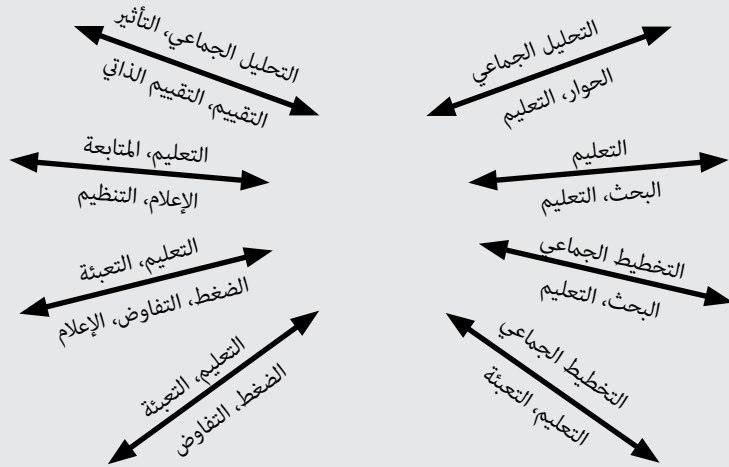 التحليل الجماعي
الحوار، التعليم
التعليم
البحث، التعليم
التخطيط الجماعي
البحث، التعليم
التخطيط الجماعي
التعليم، التعبئة
التحليل الجماعي، التأثير
التقييم، التقييم الذاتي
التعليم، المتابعة
الإعلام، التنظيم
التعليم، التعبئة
الضغط، التفاوض، الإعلام
التعليم، التعبئة
الضغط، التفاوض